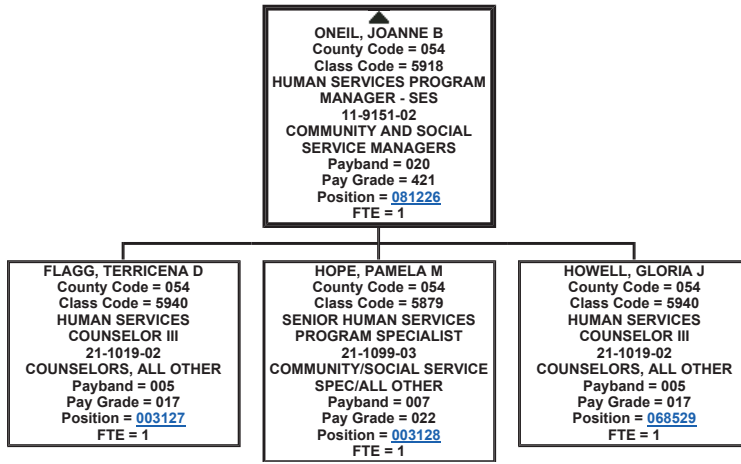 ONEIL, JOANNE B
County Code = 054
Class Code = 5918
HUMAN SERVICES PROGRAM
MANAGER - SES
11-9151-02
COMMUNITY AND SOCIAL
SERVICE MANAGERS
Payband = 020
Pay Grade = 421
Position = 081226
FTE = 1
FLAGG, TERRICENA D
County Code = 054
Class Code = 5940
HUMAN SERVICES
COUNSELOR III
21-1019-02
COUNSELORS, ALL OTHER
Payband = 005
Pay Grade = 017
Position = 003127
FTE = 1
HOPE, PAMELA M
County Code = 054
Class Code = 5879
SENIOR HUMAN SERVICES
PROGRAM SPECIALIST
21-1099-03
COMMUNITY/SOCIAL SERVICE
SPEC/ALL OTHER
Payband = 007
Pay Grade = 022
Position = 003128
FTE = 1
HOWELL, GLORIA J
County Code = 054
Class Code = 5940
HUMAN SERVICES
COUNSELOR III
21-1019-02
COUNSELORS, ALL OTHER
Payband = 005
Pay Grade = 017
Position = 068529
FTE = 1